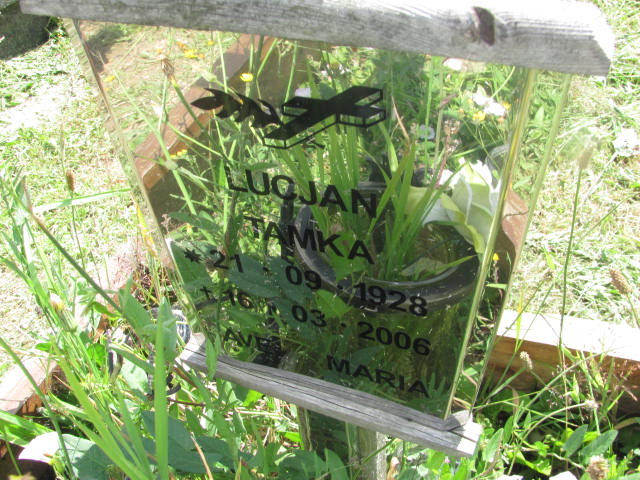 LUCJAN
TAMKA
* 21 · 09 · 1928
+ 16 · 03 · 2006
AVE MARIA